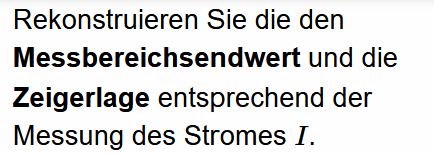 Rekonstruieren Sie die den
Messbereichsendwert und die
Zeigerlage entsprechend der
Messung des Stromes I.